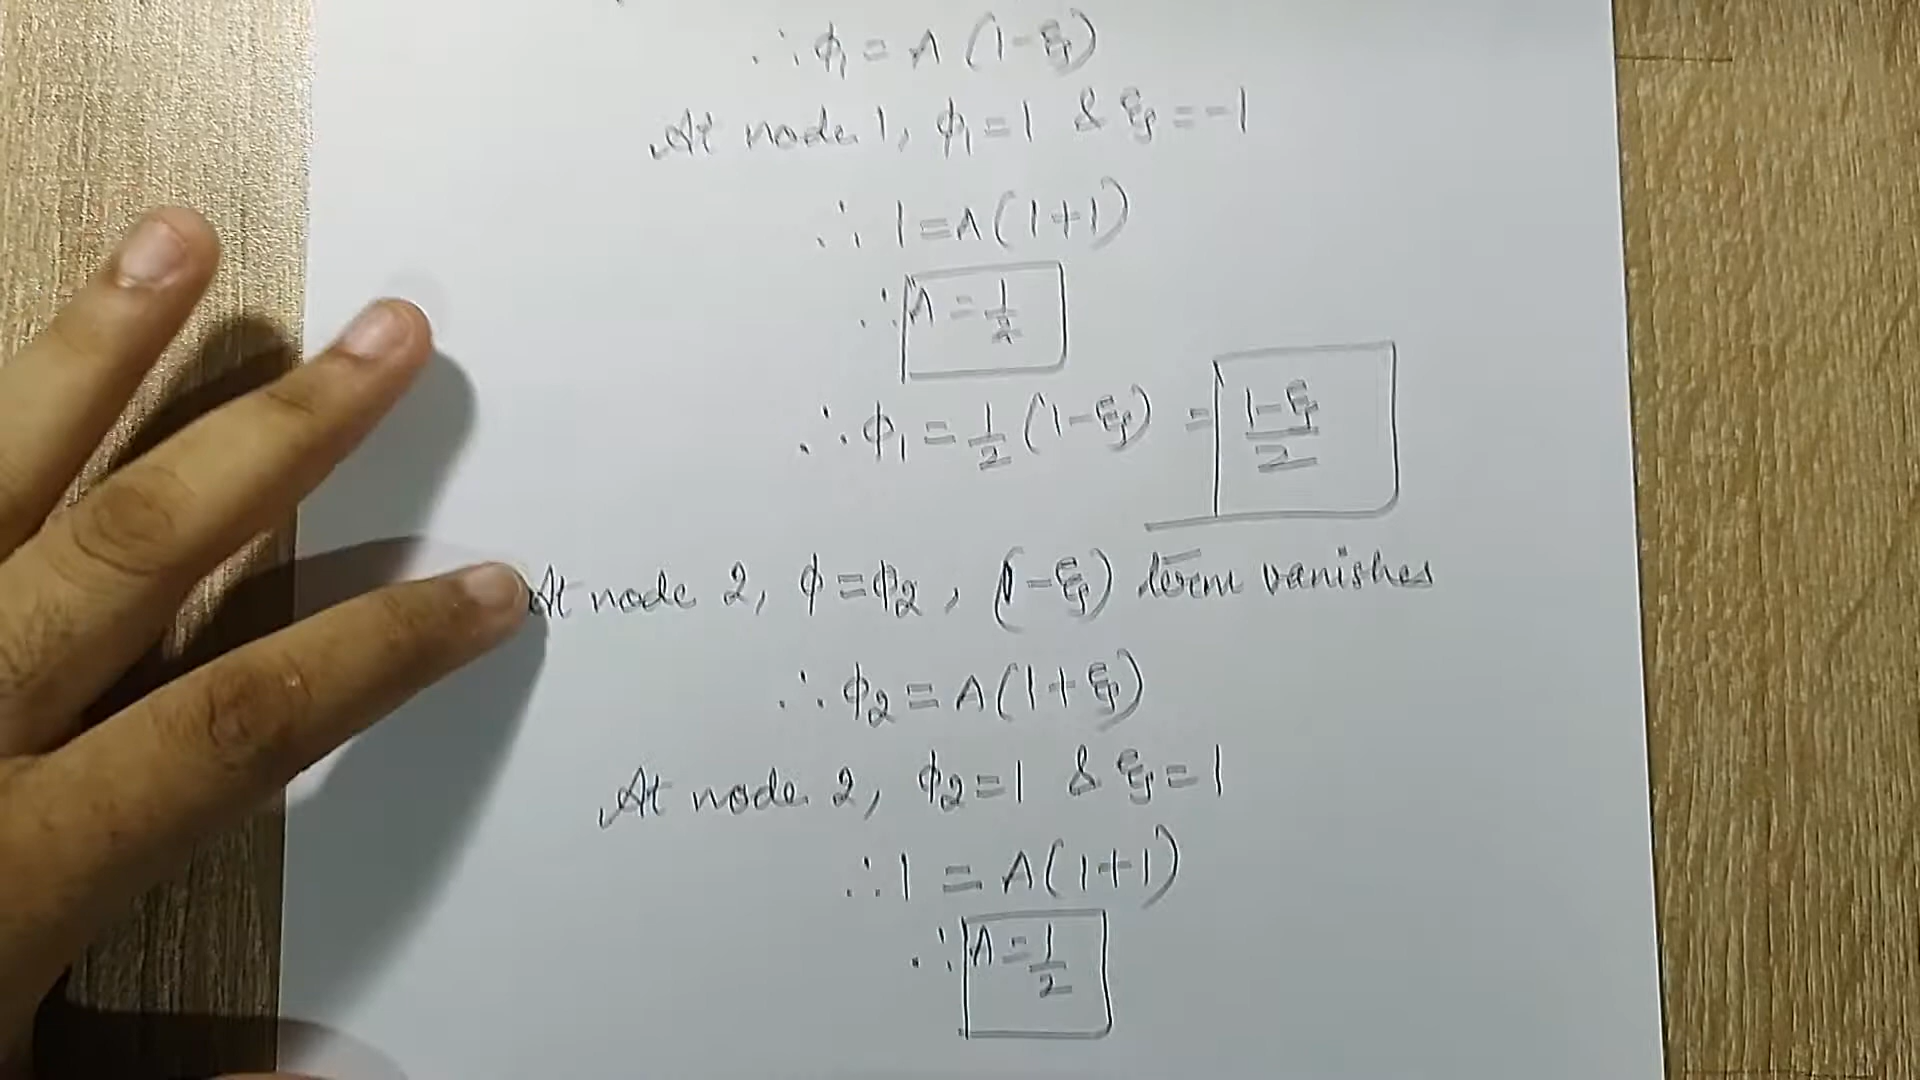 ∴ ϕ₁ = A (1-ξ)
At node 1, ϕ₁ = 1 & ξ = -1
∴ 1 = A(1+1)
∴ A = 1/2
∴ ϕ₁ = 1/2 (1-ξ) = (1-ξ)/2
At node 2, ϕ = ϕ₂, (1-ξ) term vanishes
∴ ϕ₂ = A(1+ξ)
At node 2, ϕ₂ = 1 & ξ = 1
∴ 1 = A(1+1)
∴ A = 1/2